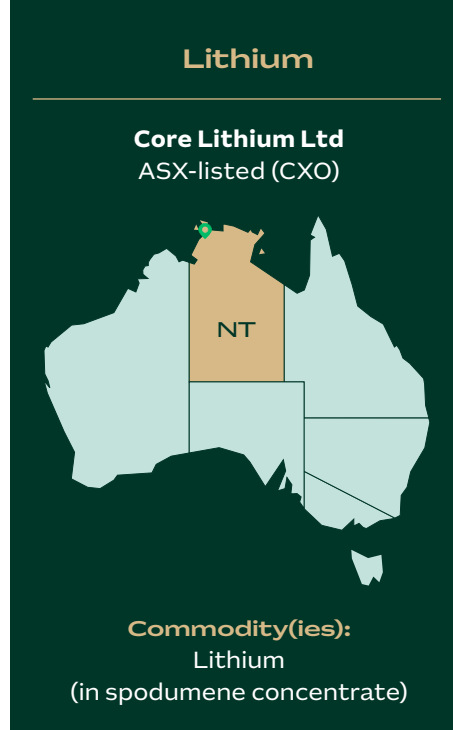 Lithium
Core Lithium Ltd
ASX-listed (CXO)
NT
Commodity(ies):
Lithium
(in spodumene concentrate)